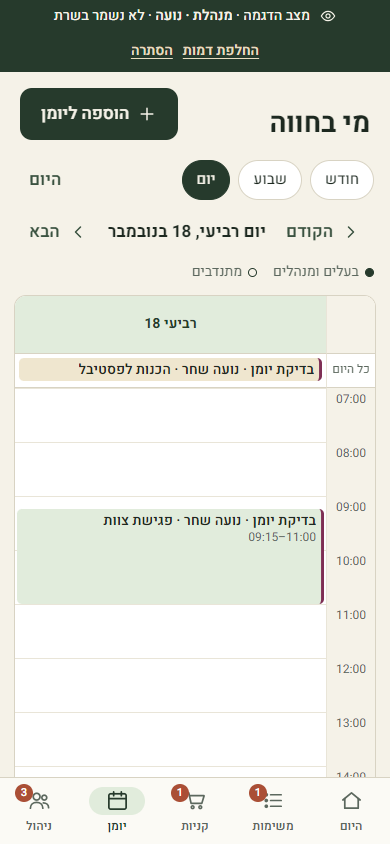 מצב הדגמה · מנהלת · נועה · לא נשמר בשרת
החלפת דמות הסתרה
מי בחווה
+ הוספה ליומן
חודש שבוע יום היום
הקודם יום רביעי, 18 בנובמבר הבא
בעלים ומנהלים מתנדבים
רביעי 18
כל היום בדיקת יומן · נועה שחר · הכנות לפסטיבל
07:00
08:00
09:00
בדיקת יומן · נועה שחר · פגישת צוות
09:15–11:00
10:00
11:00
12:00
13:00
14:00
1 1 3
היום משימות קניות יומן ניהול